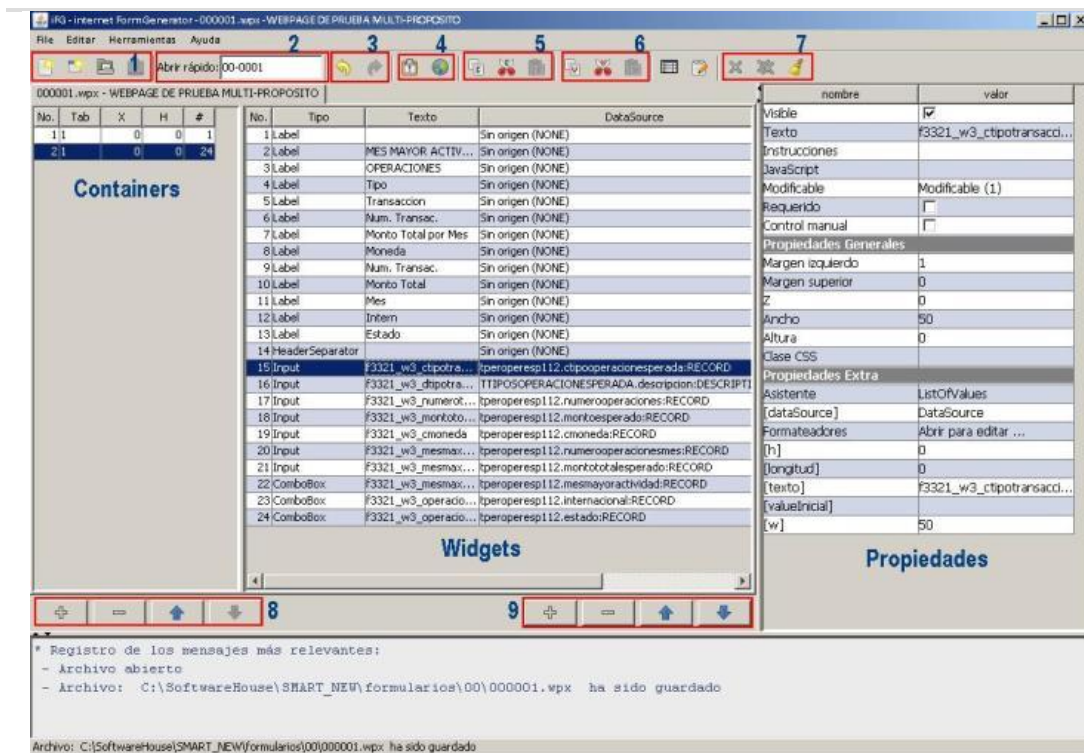 iFG - internet FormGenerator - 000001.wpx - WEBPAGE DE PRUEBA MULTI-PROPOSITO
File Editar Herramientas Ayuda
2 3 4 5 6 7
1 Abrir rápido: 00-0001
000001.wpx - WEBPAGE DE PRUEBA MULTI-PROPOSITO
No. Tab X H #
1 1 0 0 1
2 1 0 0 24
Containers
No. Tipo Texto DataSource
1 Label Sin origen (NONE)
2 Label MES MAYOR ACTIV... Sin origen (NONE)
3 Label OPERACIONES Sin origen (NONE)
4 Label Tipo Sin origen (NONE)
5 Label Transaccion Sin origen (NONE)
6 Label Num. Transac. Sin origen (NONE)
7 Label Monto Total por Mes Sin origen (NONE)
8 Label Moneda Sin origen (NONE)
9 Label Num. Transac. Sin origen (NONE)
10 Label Monto Total Sin origen (NONE)
11 Label Mes Sin origen (NONE)
12 Label Intern Sin origen (NONE)
13 Label Estado Sin origen (NONE)
14 HeaderSeparator Sin origen (NONE)
15 Input f3321_w3_ctipotra... tperoperesp112.ctipooperacionesperada:RECORD
16 Input f3321_w3_dtipotra... TTIPOSOPERACIONESPERADA.descripcion:DESCRIPTI
17 Input f3321_w3_numerot... tperoperesp112.numerooperaciones:RECORD
18 Input f3321_w3_montoto... tperoperesp112.montoesperado:RECORD
19 Input f3321_w3_cmoneda tperoperesp112.cmoneda:RECORD
20 Input f3321_w3_mesmax... tperoperesp112.numerooperacionesmes:RECORD
21 Input f3321_w3_mesmax... tperoperesp112.montototalesperado:RECORD
22 ComboBox f3321_w3_mesmax... tperoperesp112.mesmayoractividad:RECORD
23 ComboBox f3321_w3_operacio... tperoperesp112.internacional:RECORD
24 ComboBox f3321_w3_operacio... tperoperesp112.estado:RECORD
Widgets
nombre valor
Visible
Texto f3321_w3_ctipotransacci...
Instrucciones
JavaScript
Modificable Modificable (1)
Requerido
Control manual
Propiedades Generales
Margen izquierdo 1
Margen superior 0
Z 0
Ancho 50
Altura 0
Clase CSS
Propiedades Extra
Asistente ListOfValues
[dataSource] DataSource
Formateadores Abrir para editar ...
[h] 0
[longitud] 0
[texto] f3321_w3_ctipotransacci...
[valueInicial]
[w] 50
Propiedades
8 9
* Registro de los mensajes más relevantes:
- Archivo abierto
- Archivo: C:\SoftwareHouse\SMART_NEW\formularios\00\000001.wpx ha sido guardado
Archivo: C:\SoftwareHouse\SMART_NEW\formularios\00\000001.wpx ha sido guardado